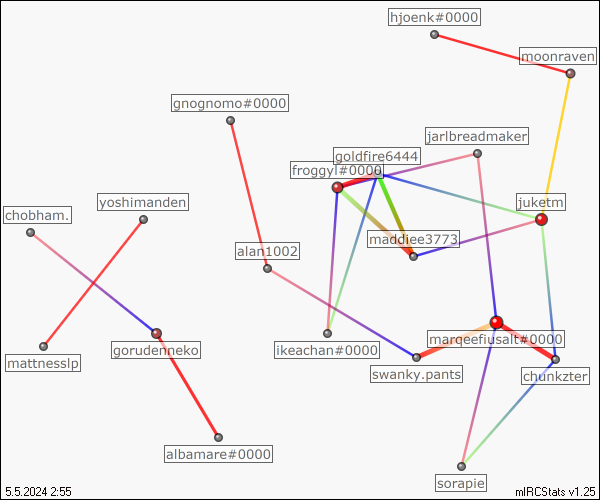 hjoenk#0000
moonraven
gnognomo#0000
jarlbreadmaker
goldfire6444
froggyl#0000
yoshimanden
juketm
chobham.
maddiee3773
alan1002
marqeefiusalt#0000
gorudenneko
ikeachan#0000
mattnesslp
swanky.pants
chunkzter
albamare#0000
sorapie
5.5.2024 2:55
mIRCStats v1.25